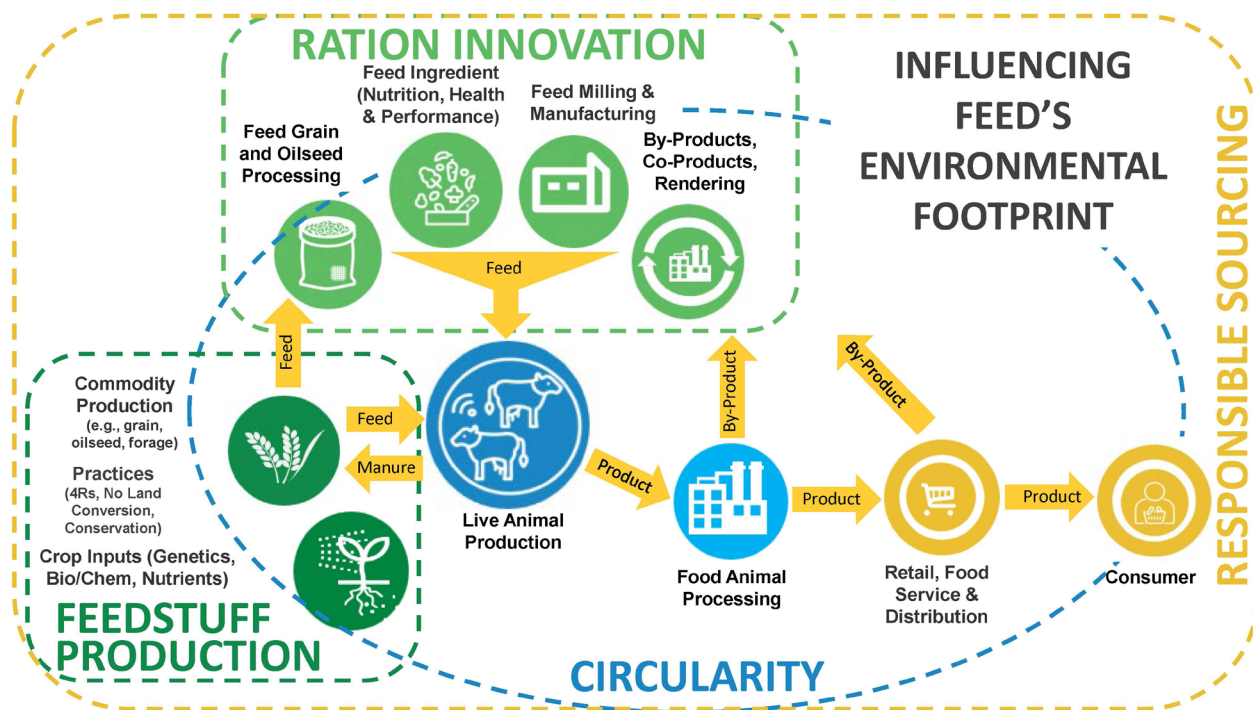 RATION INNOVATION
Feed Ingredient
(Nutrition, Health
& Performance)
Feed Milling &
Manufacturing
Feed Grain
and Oilseed
Processing
By-Products,
Co-Products,
Rendering
INFLUENCING
FEED'S
ENVIRONMENTAL
FOOTPRINT
RESPONSIBLE SOURCING
Feed
Feed
Commodity
Production
(e.g., grain,
oilseed, forage)
Practices
(4Rs, No Land
Conversion,
Conservation)
Crop Inputs (Genetics,
Bio/Chem, Nutrients)
FEEDSTUFF
PRODUCTION
Feed
Manure
Live Animal
Production
Product
By-Product
Food Animal
Processing
Product
By-Product
Retail, Food
Service &
Distribution
Product
Consumer
CIRCULARITY